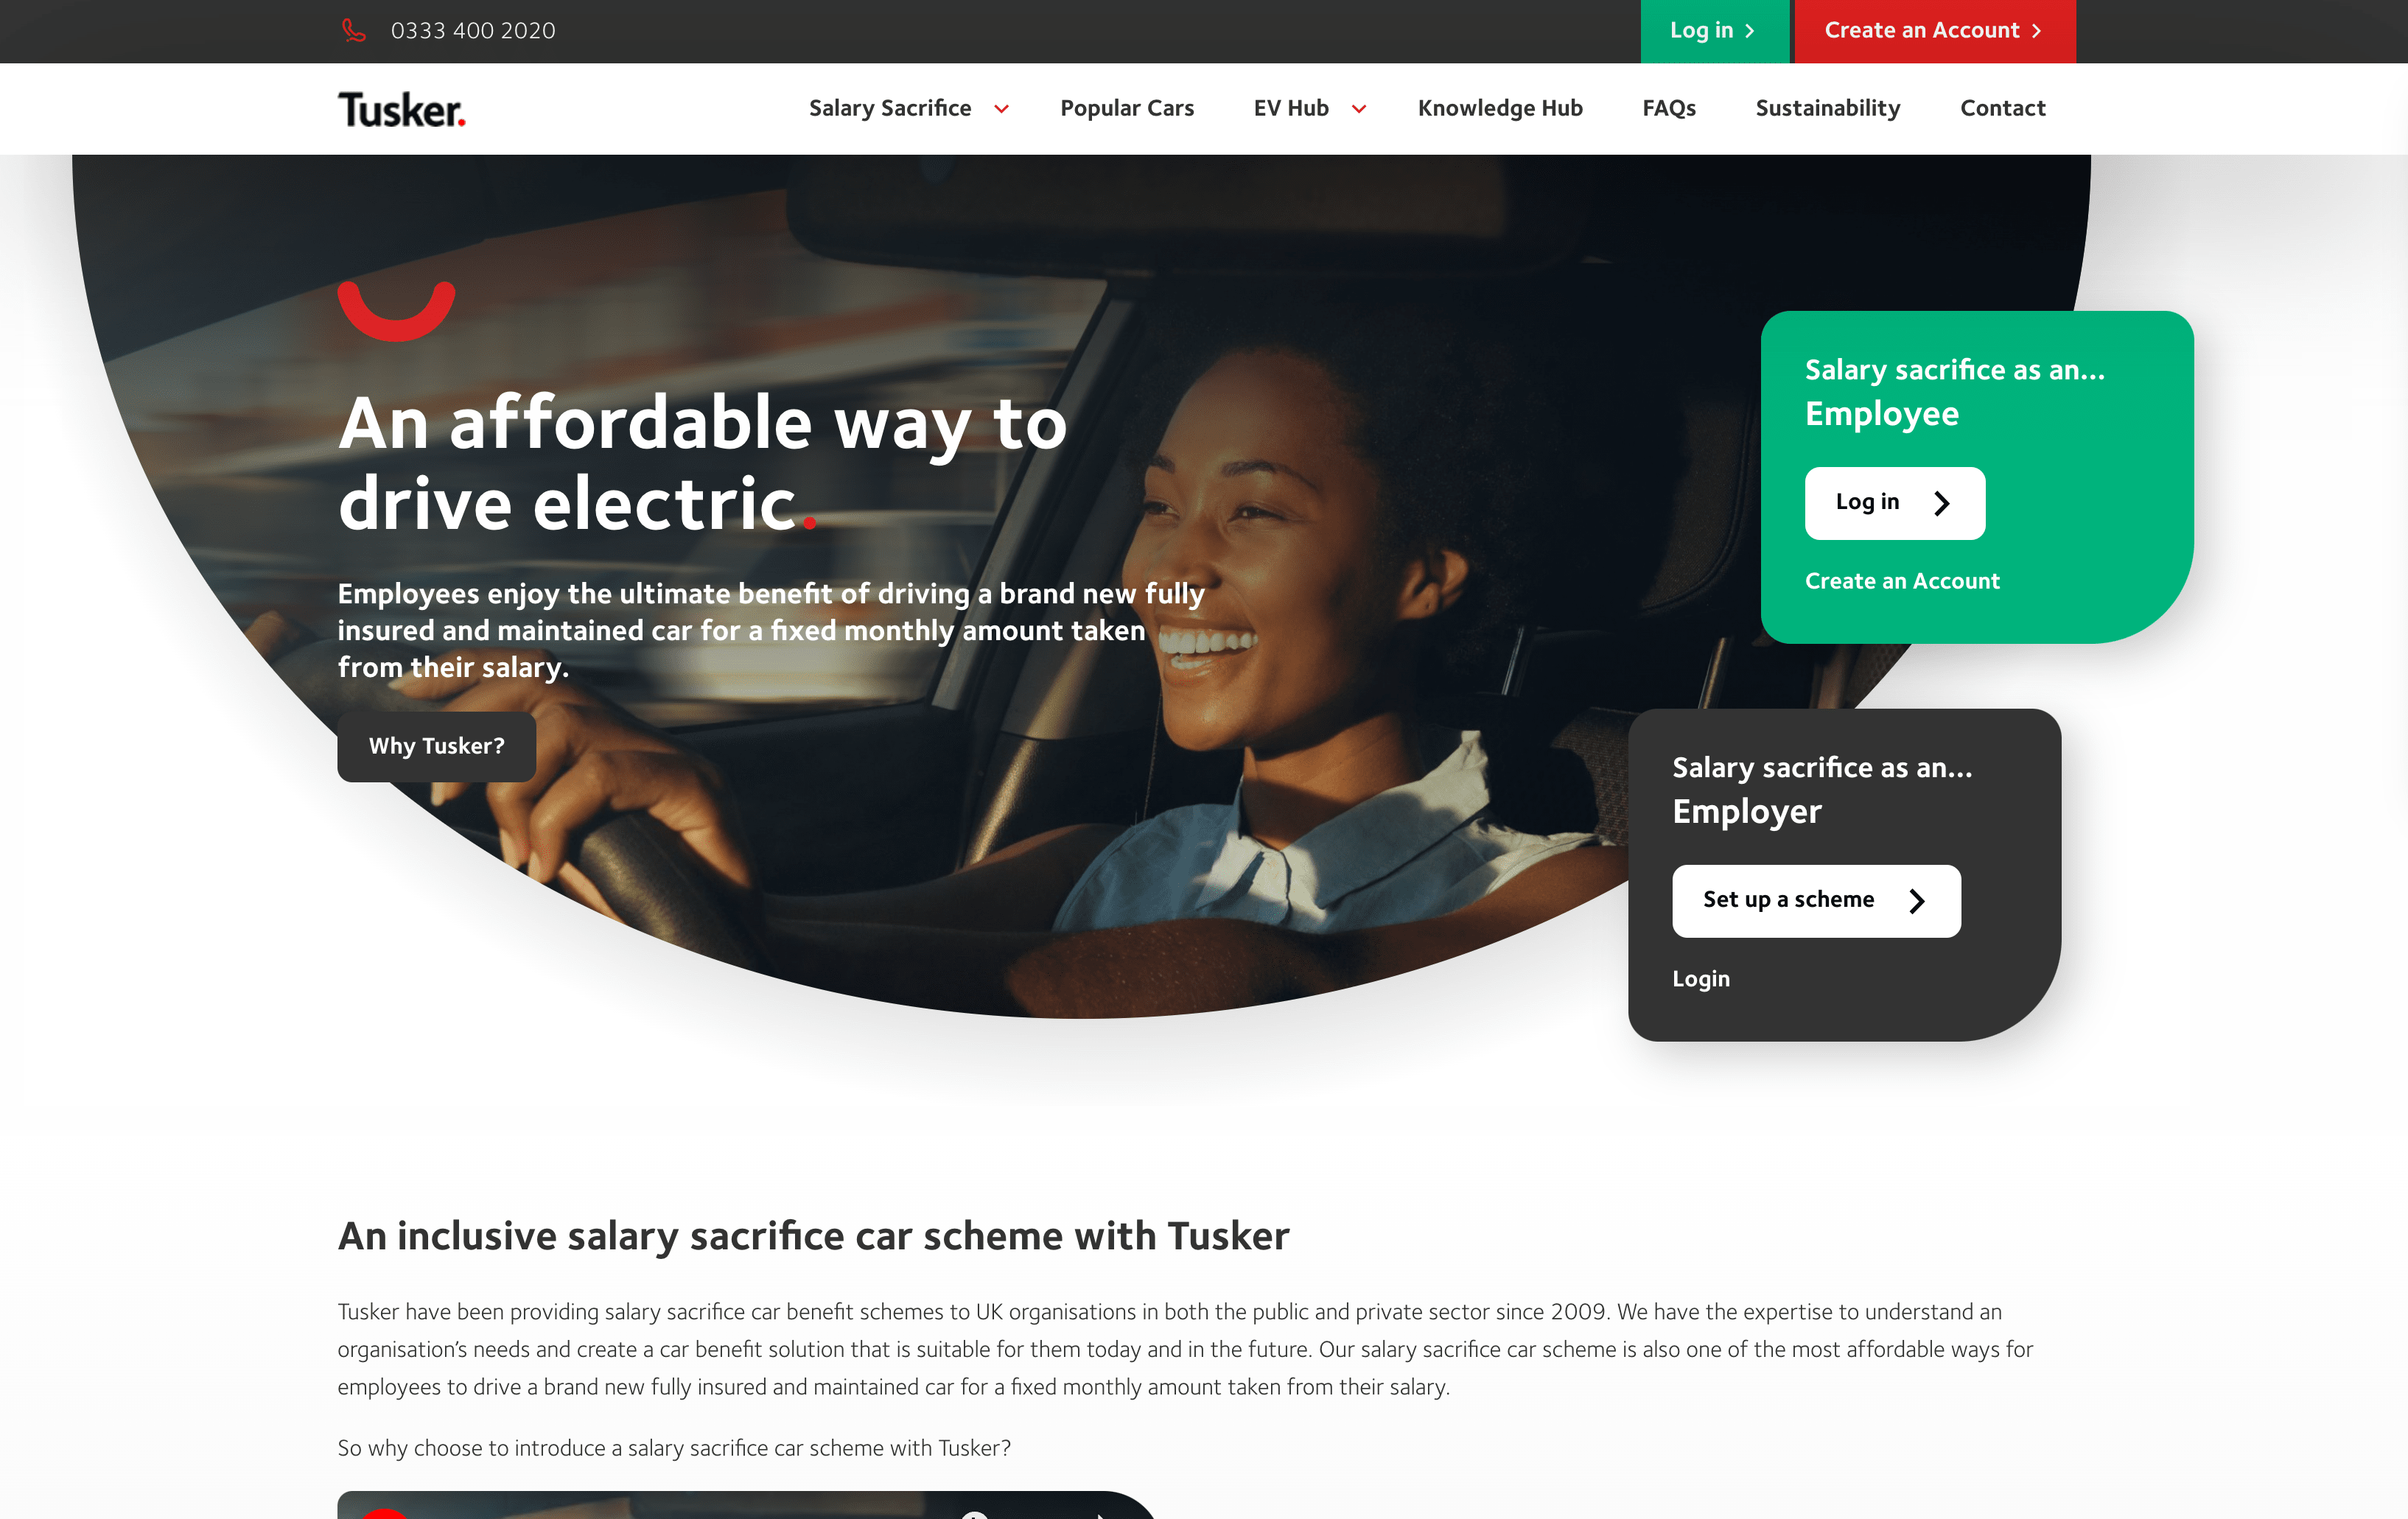 0333 400 2020
Log in
Create an Account
Tusker.
Salary Sacrifice
Popular Cars
EV Hub
Knowledge Hub
FAQs
Sustainability
Contact
An affordable way to
drive electric.
Employees enjoy the ultimate benefit of driving a brand new fully
insured and maintained car for a fixed monthly amount taken
from their salary.
Why Tusker?
Salary sacrifice as an...
Employee
Log in
Create an Account
Salary sacrifice as an...
Employer
Set up a scheme
Login
An inclusive salary sacrifice car scheme with Tusker
Tusker have been providing salary sacrifice car benefit schemes to UK organisations in both the public and private sector since 2009. We have the expertise to understand an
organisation's needs and create a car benefit solution that is suitable for them today and in the future. Our salary sacrifice car scheme is also one of the most affordable ways for
employees to drive a brand new fully insured and maintained car for a fixed monthly amount taken from their salary.
So why choose to introduce a salary sacrifice car scheme with Tusker?